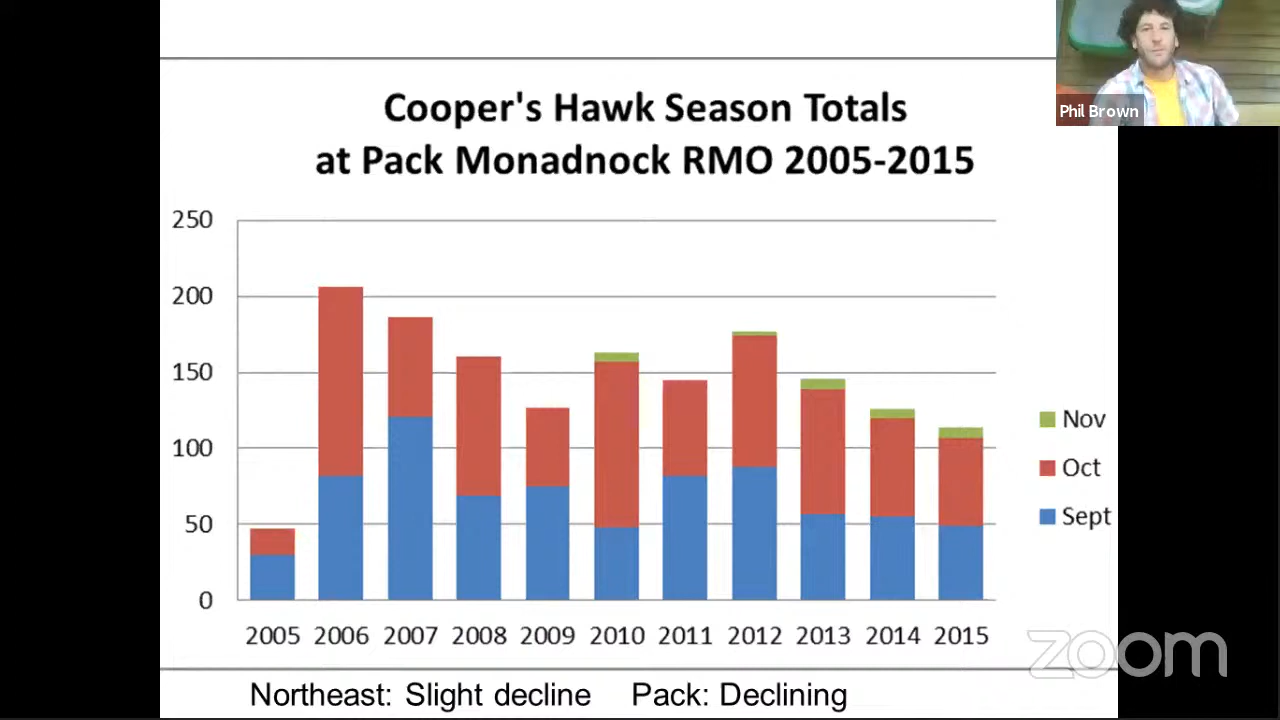 Phil Brown
Cooper's Hawk Season Totals
at Pack Monadnock RMO 2005-2015
250
200
150
100
50
0
2005 2006 2007 2008 2009 2010 2011 2012 2013 2014 2015
Nov
Oct
Sept
zoom
Northeast: Slight decline Pack: Declining